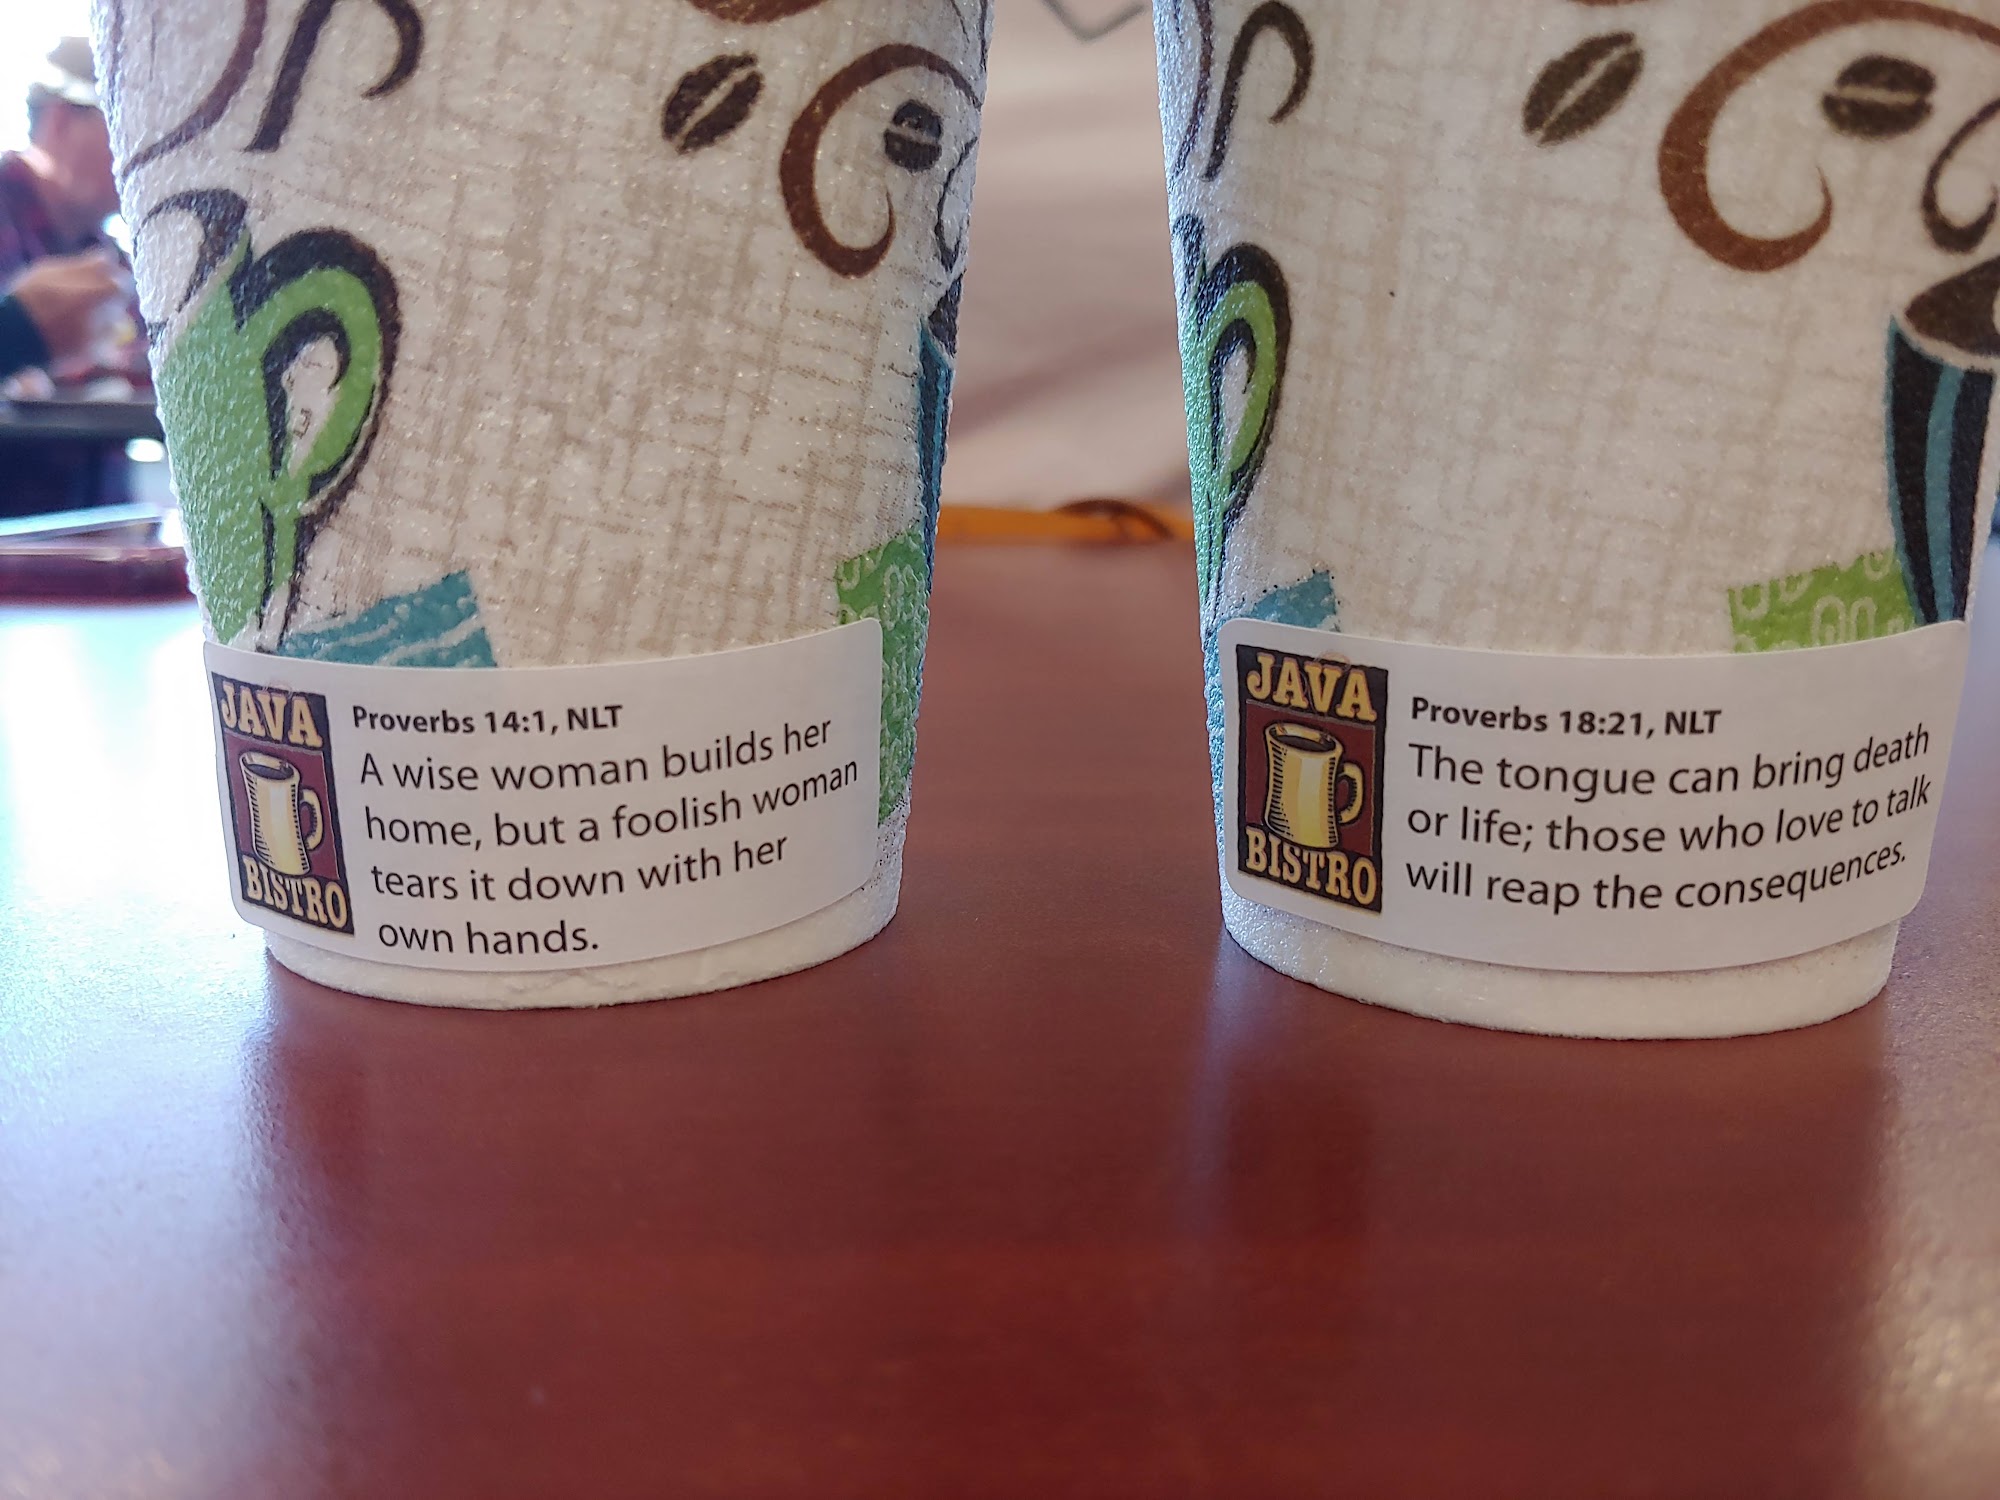 JAVA
BISTRO
Proverbs 14:1, NLT
A wise woman builds her
home, but a foolish woman
tears it down with her
own hands.
JAVA
BISTRO
Proverbs 18:21, NLT
The tongue can bring death
or life; those who love to talk
will reap the consequences.